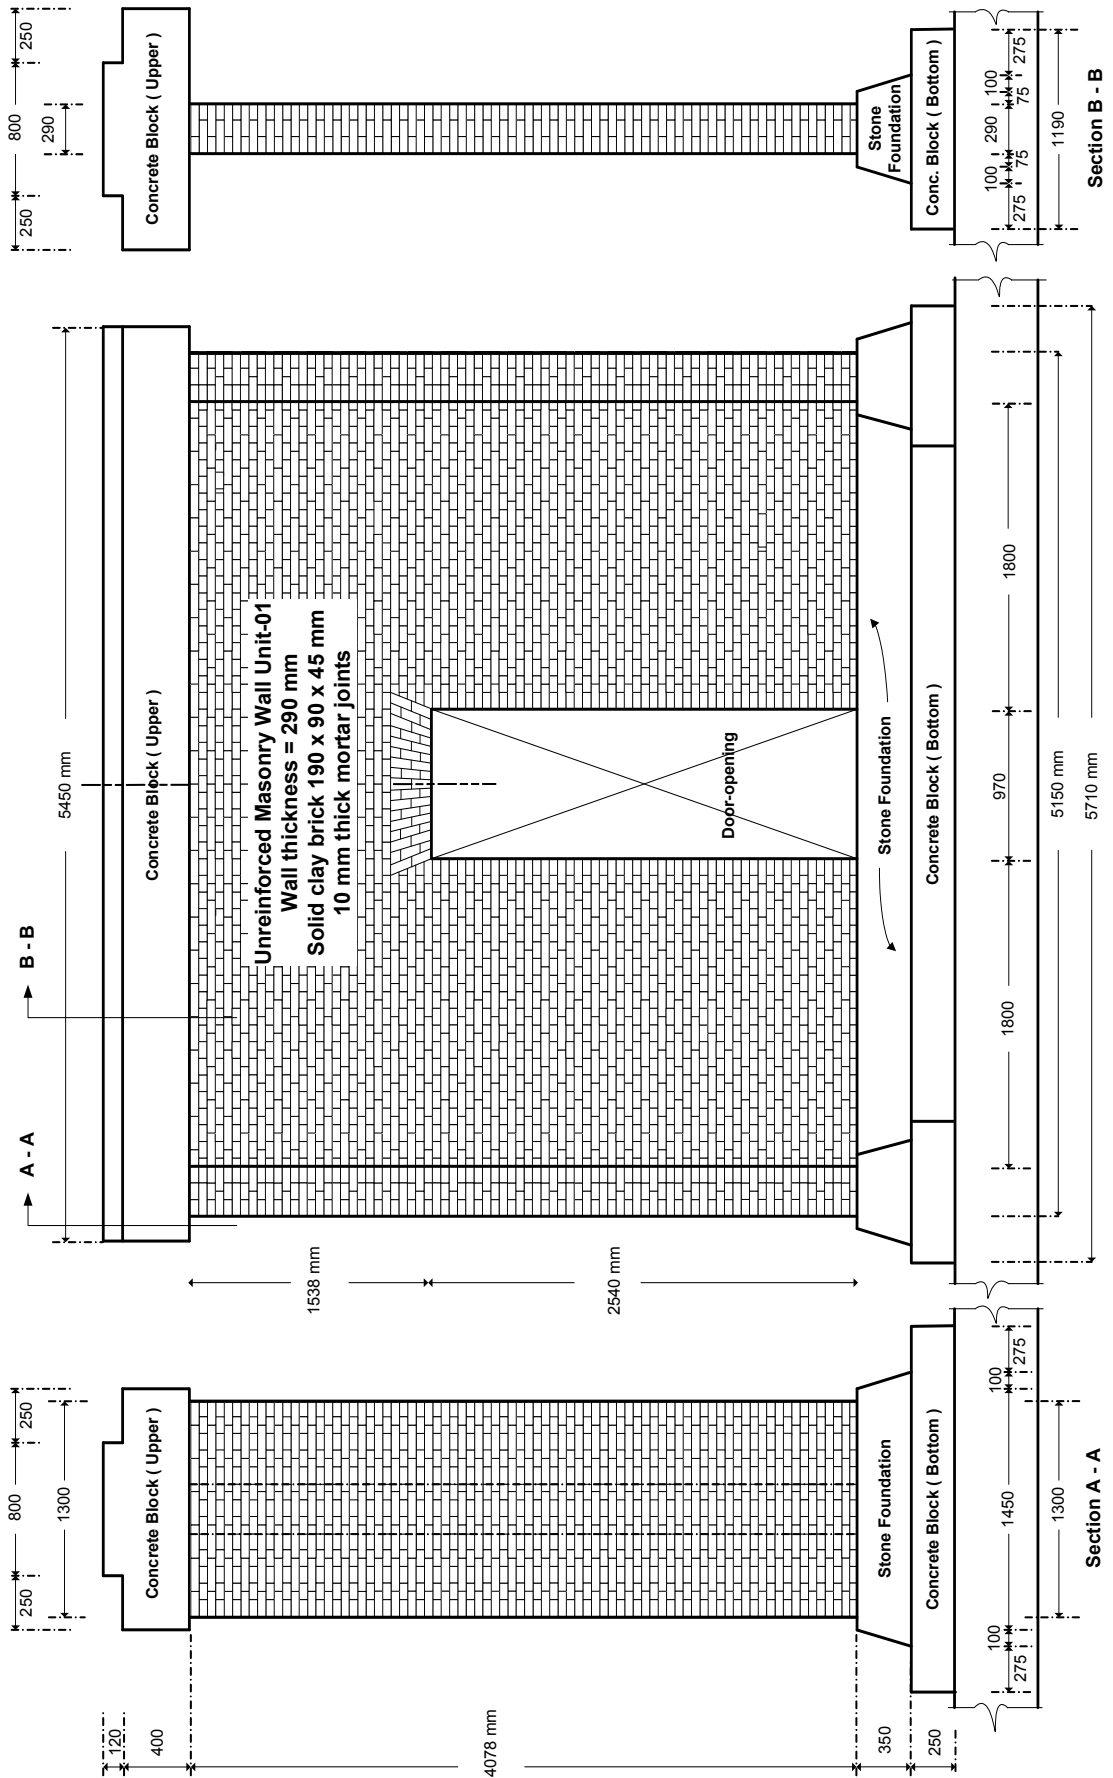 120
400
4078 mm
350
250
250
800
250
1300
Concrete Block ( Upper )
Stone Foundation
Concrete Block ( Bottom )
275
100
1450
100
275
1300
Section A - A
A - A
B - B
5450 mm
Concrete Block ( Upper )
1538 mm
2540 mm
Unreinforced Masonry Wall Unit-01
Wall thickness = 290 mm
Solid clay brick 190 x 90 x 45 mm
10 mm thick mortar joints
Door-opening
Stone Foundation
Concrete Block ( Bottom )
1800
970
1800
5150 mm
5710 mm
250
800
250
290
Concrete Block ( Upper )
Stone
Foundation
Conc. Block ( Bottom )
275
100
75
290
75
100
275
1190
Section B - B